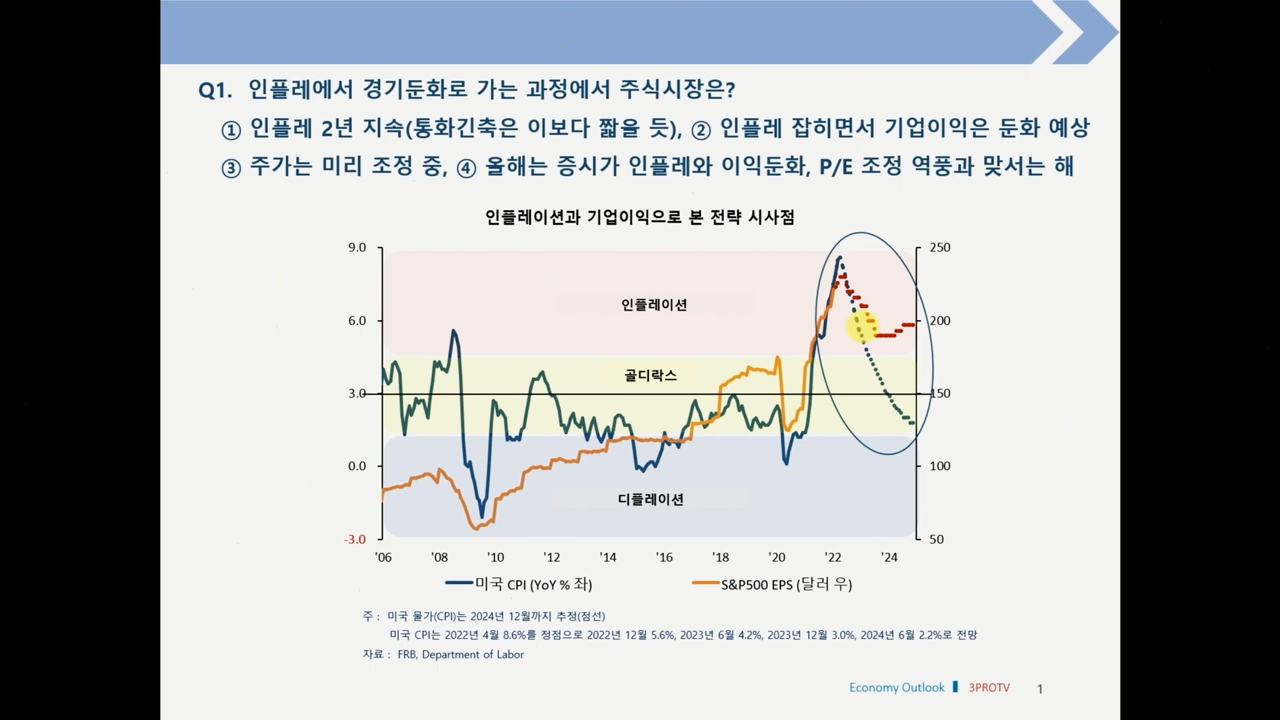 Q1. 인플레에서 경기둔화로 가는 과정에서 주식시장은?
① 인플레 2년 지속(통화긴축은 이보다 짧을 듯), ② 인플레 잡히면서 기업이익은 둔화 예상
③ 주가는 미리 조정 중, ④ 올해는 증시가 인플레와 이익둔화, P/E 조정 역풍과 맞서는 해
인플레이션과 기업이익으로 본 전략 시사점
9.0
250
인플레이션
6.0
200
골디락스
3.0
150
0.0
100
디플레이션
-3.0
50
'06 '08 '10 '12 '14 '16 '18 '20 '22 '24
미국 CPI (YoY % 좌) S&P500 EPS (달러 우)
주 : 미국 물가(CPI)는 2024년 12월까지 추정(점선)
미국 CPI는 2022년 4월 8.6%를 정점으로 2022년 12월 5.6%, 2023년 6월 4.2%, 2023년 12월 3.0%, 2024년 6월 2.2%로 전망
자료 : FRB, Department of Labor
Economy Outlook 3PROTV 1